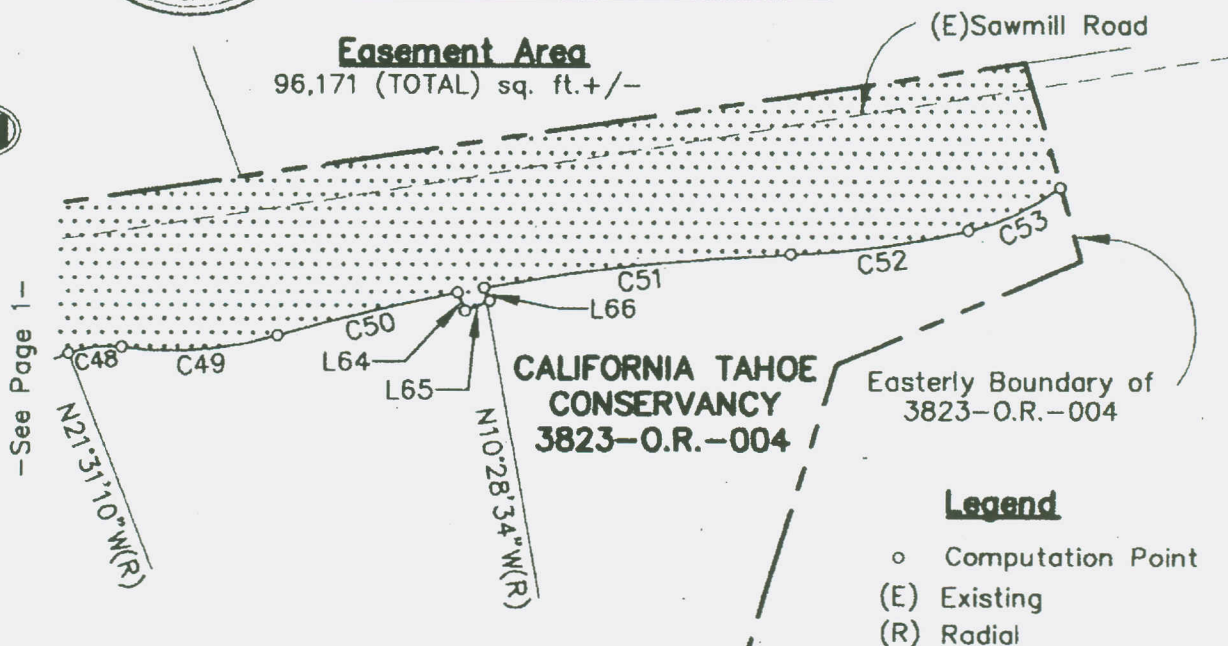 (E)Sawmill Road
Easement Area
96,171 (TOTAL) sq. ft.+/-
-See Page 1-
C48
C49
C50
C51
C52
C53
L64
L65
L66
N21°31'10"W(R)
N10°28'34"W(R)
CALIFORNIA TAHOE
CONSERVANCY
3823-O.R.-004
Easterly Boundary of
3823-O.R.-004
Legend
Computation Point
(E) Existing
(R) Radial